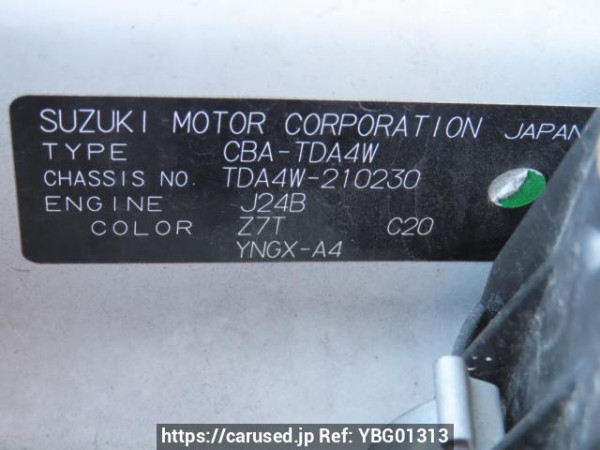 SUZUKI MOTOR CORPORATION JAPAN
TYPE CBA-TDA4W
CHASSIS NO. TDA4W-210230
ENGINE J24B
COLOR Z7T C20
YNGX-A4
https://carused.jp Ref: YBG01313